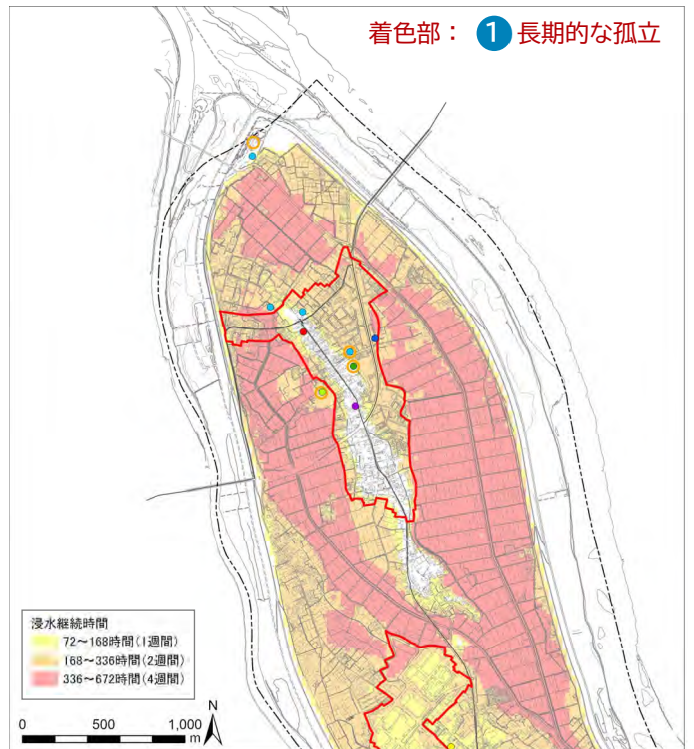 着色部： 1 長期的な孤立
浸水継続時間
72～168時間(1週間)
168～336時間(2週間)
336～672時間(4週間)
0 500 1,000
m
N